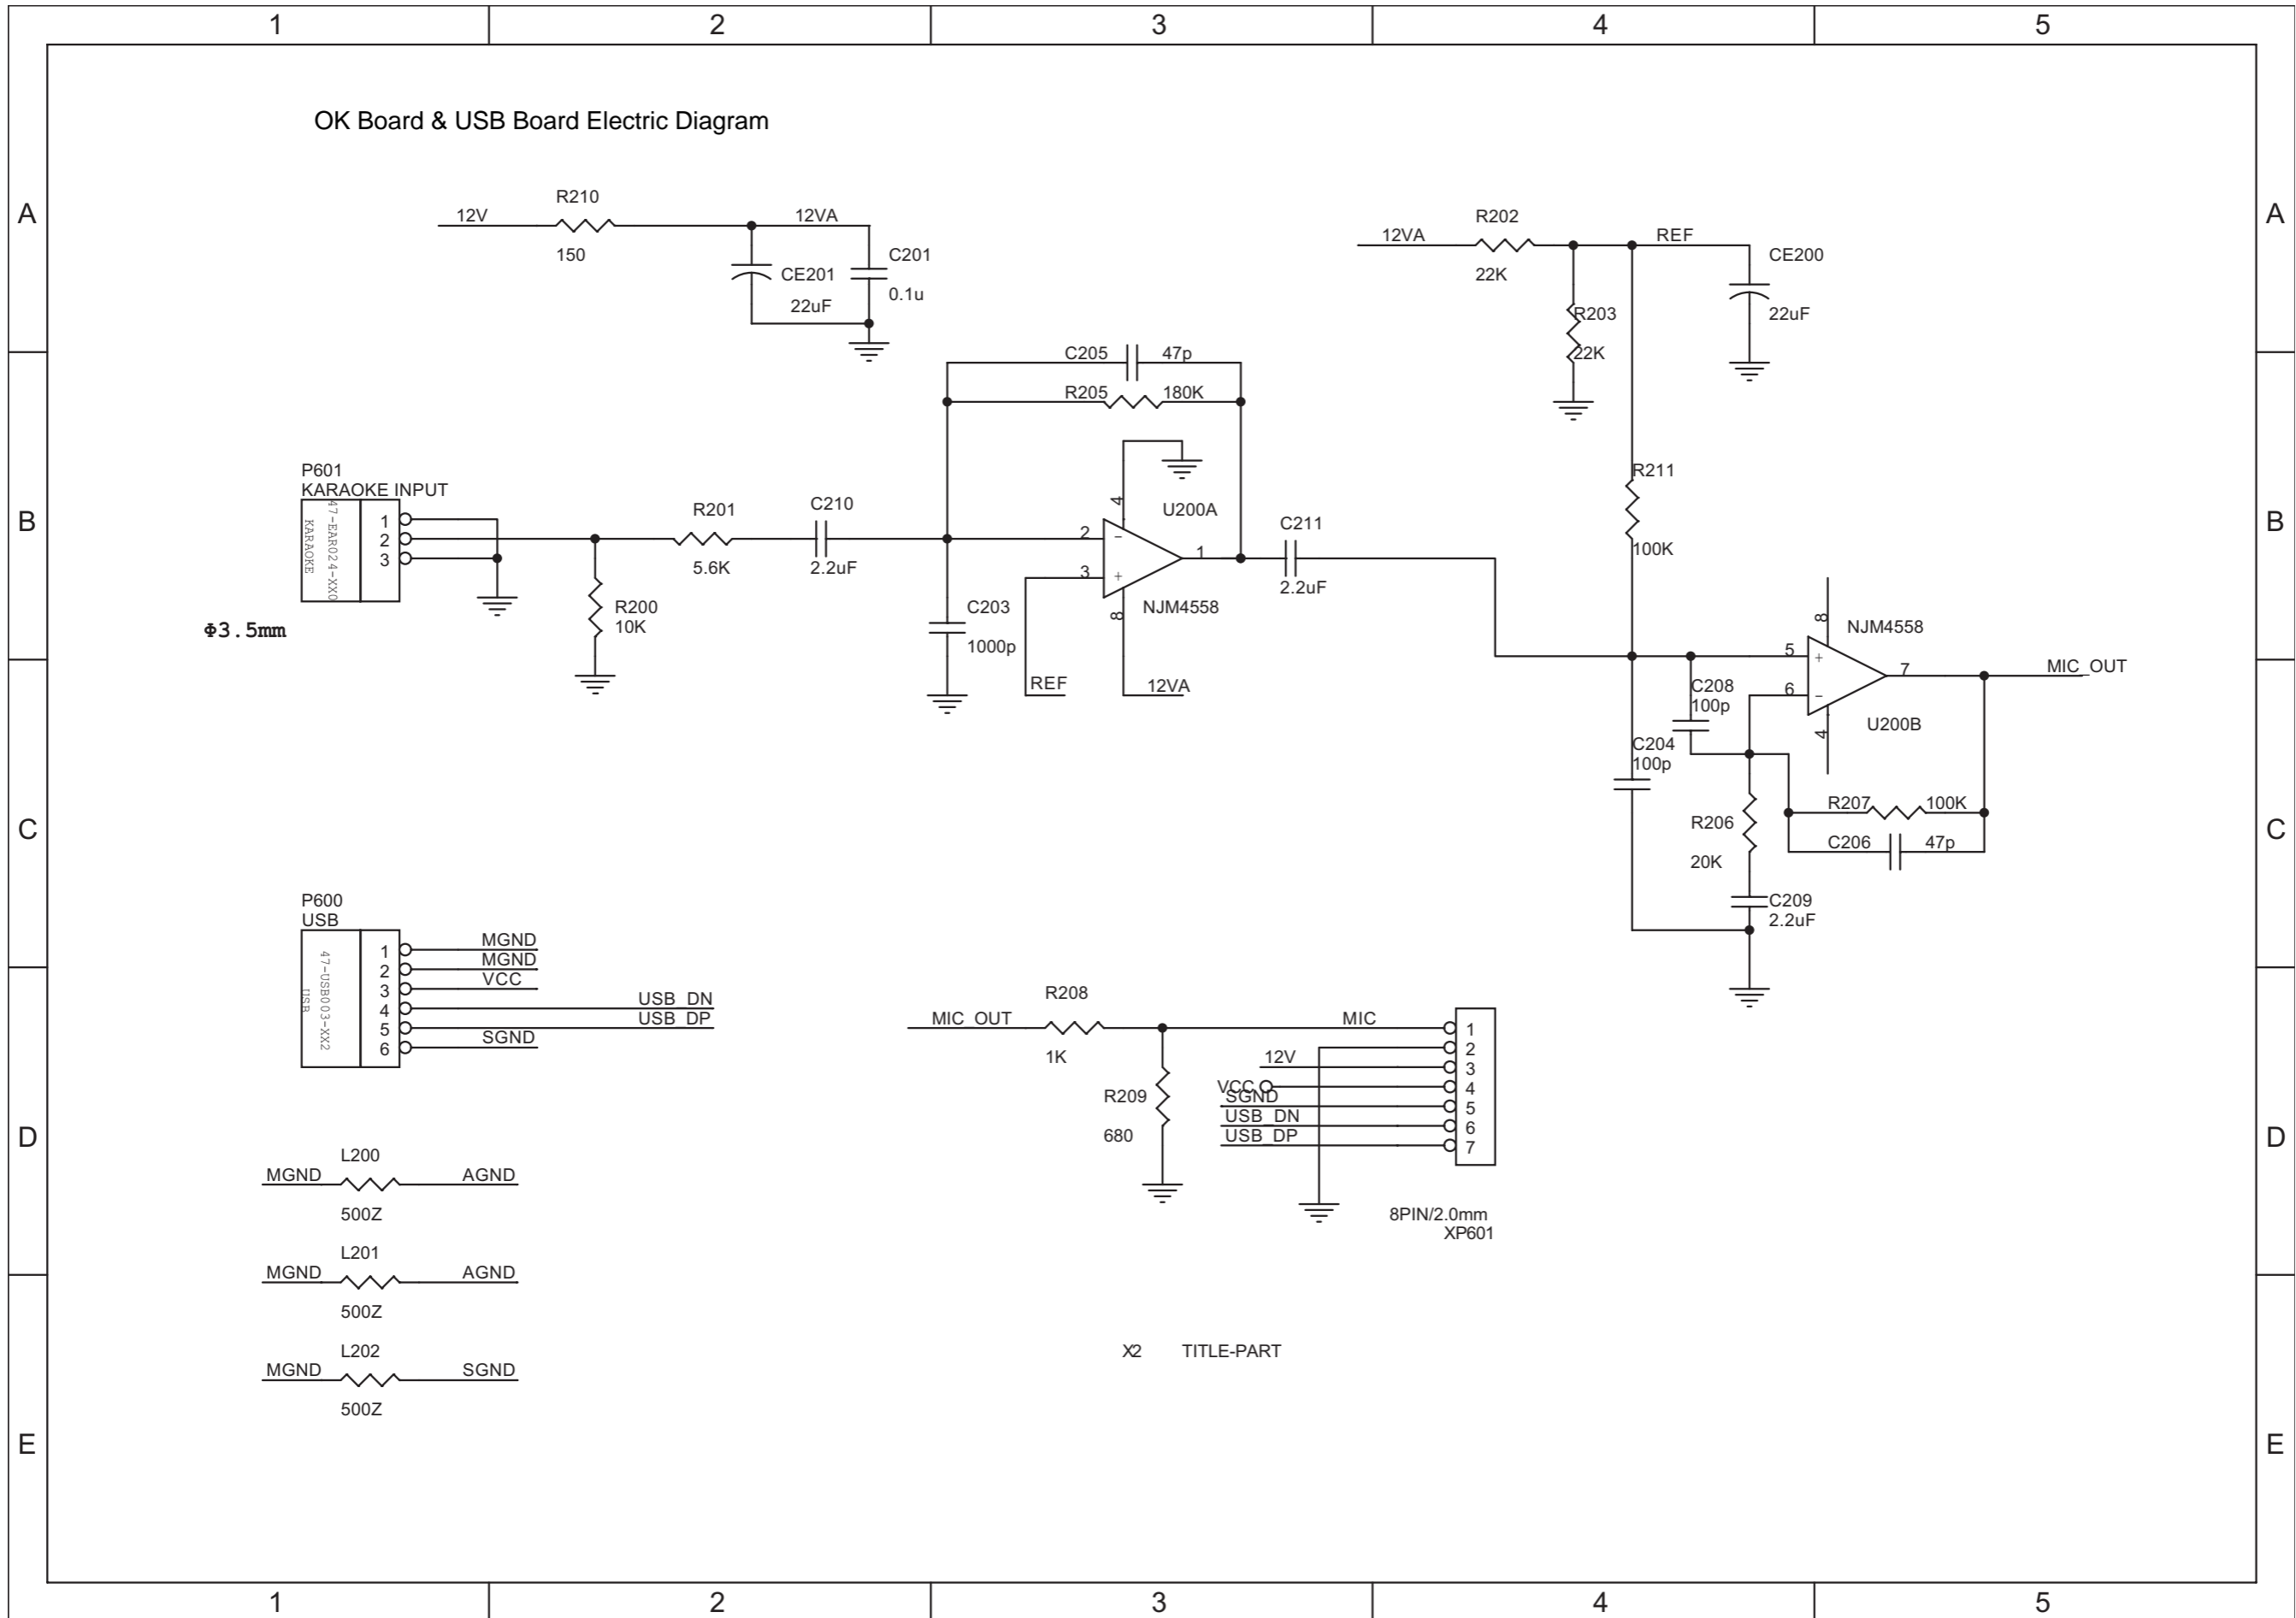 1 2 3 4 5
OK Board & USB Board Electric Diagram
A
A
R210
12V
12VA
150
CE201
22uF
C201
0.1u
R202
12VA
REF
22K
R203
22K
CE200
22uF
B
B
C205 47p
R205 180K
P601
KARAOKE INPUT
47-EAR024-XX0
KARAOKE
1
2
3
Φ3.5mm
R201
5.6K
C210
2.2uF
R200
10K
C203
1000p
4
U200A
2
-
3
+
1
8
NJM4558
REF
12VA
C211
2.2uF
R211
100K
8
NJM4558
5
+
6
-
7
MIC_OUT
4
U200B
C208
100p
C204
100p
C
C
R207 100K
C206 47p
R206
20K
C209
2.2uF
P600
USB
47-USB003-XX2
USB
1 MGND
2 MGND
3 VCC
4 USB_DN
5 USB_DP
6 SGND
D
D
R208
MIC_OUT
MIC
1K
R209
680
1
2
12V 3
VCC 4
SGND 5
USB_DN 6
USB_DP 7
8PIN/2.0mm
XP601
L200
MGND AGND
500Z
L201
MGND AGND
500Z
L202
MGND SGND
500Z
X2 TITLE-PART
E
E
1 2 3 4 5